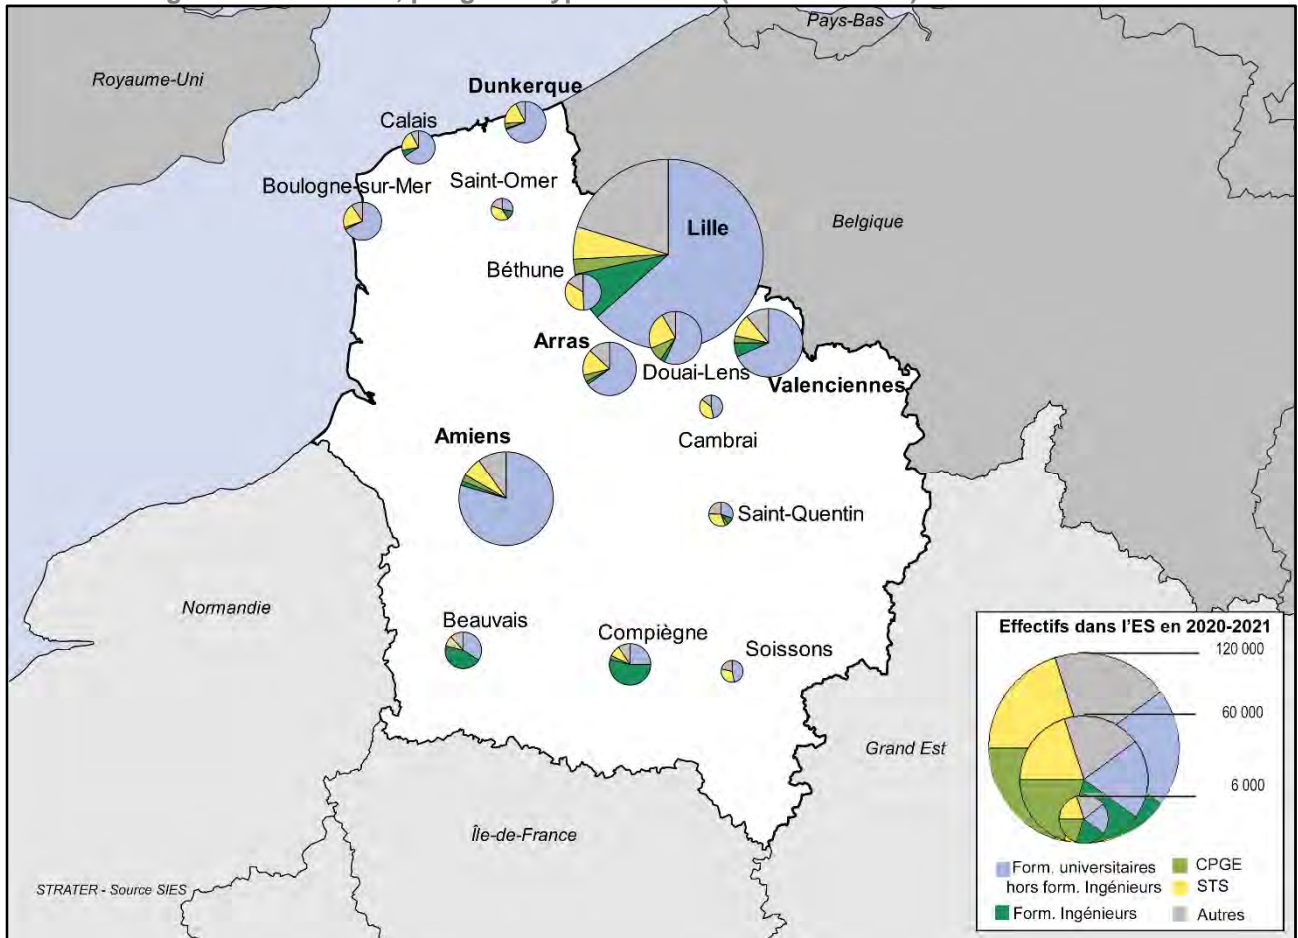 Pays-Bas
Royaume-Uni
Dunkerque
Calais
Boulogne-sur-Mer
Saint-Omer
Lille
Belgique
Béthune
Arras
Douai-Lens
Valenciennes
Cambrai
Amiens
Saint-Quentin
Normandie
Beauvais
Compiègne
Soissons
Grand Est
Île-de-France
STRATER - Source SIES
Effectifs dans l'ES en 2020-2021
120 000
60 000
6 000
Form. universitaires
hors form. Ingénieurs
Form. Ingénieurs
CPGE
STS
Autres